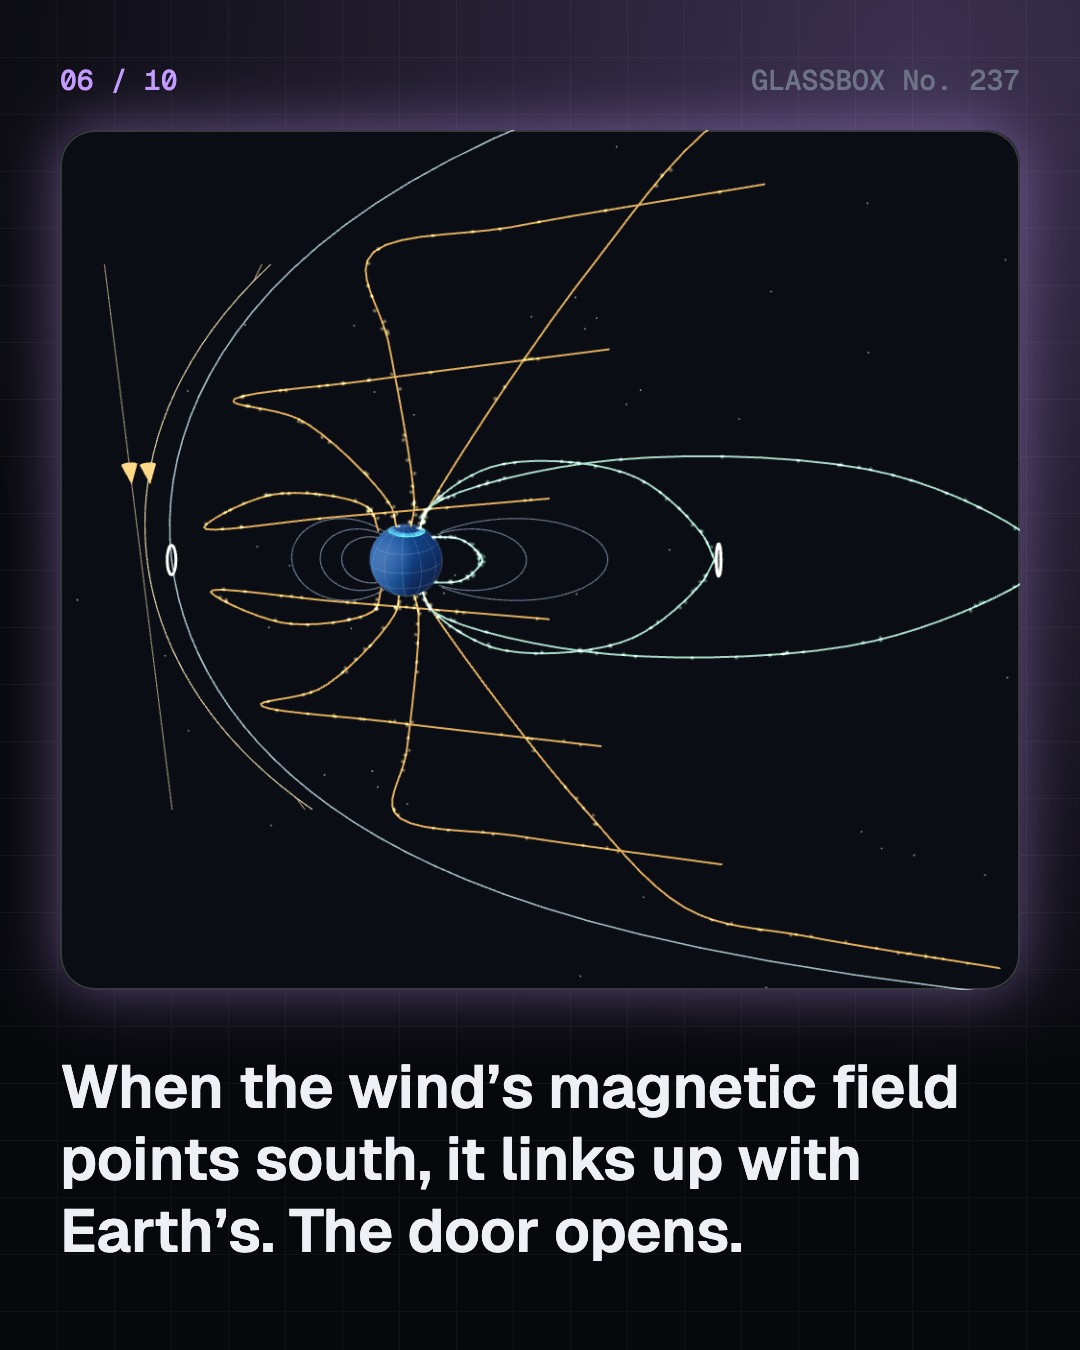 06 / 10
GLASSBOX No. 237
When the wind’s magnetic field
points south, it links up with
Earth’s. The door opens.